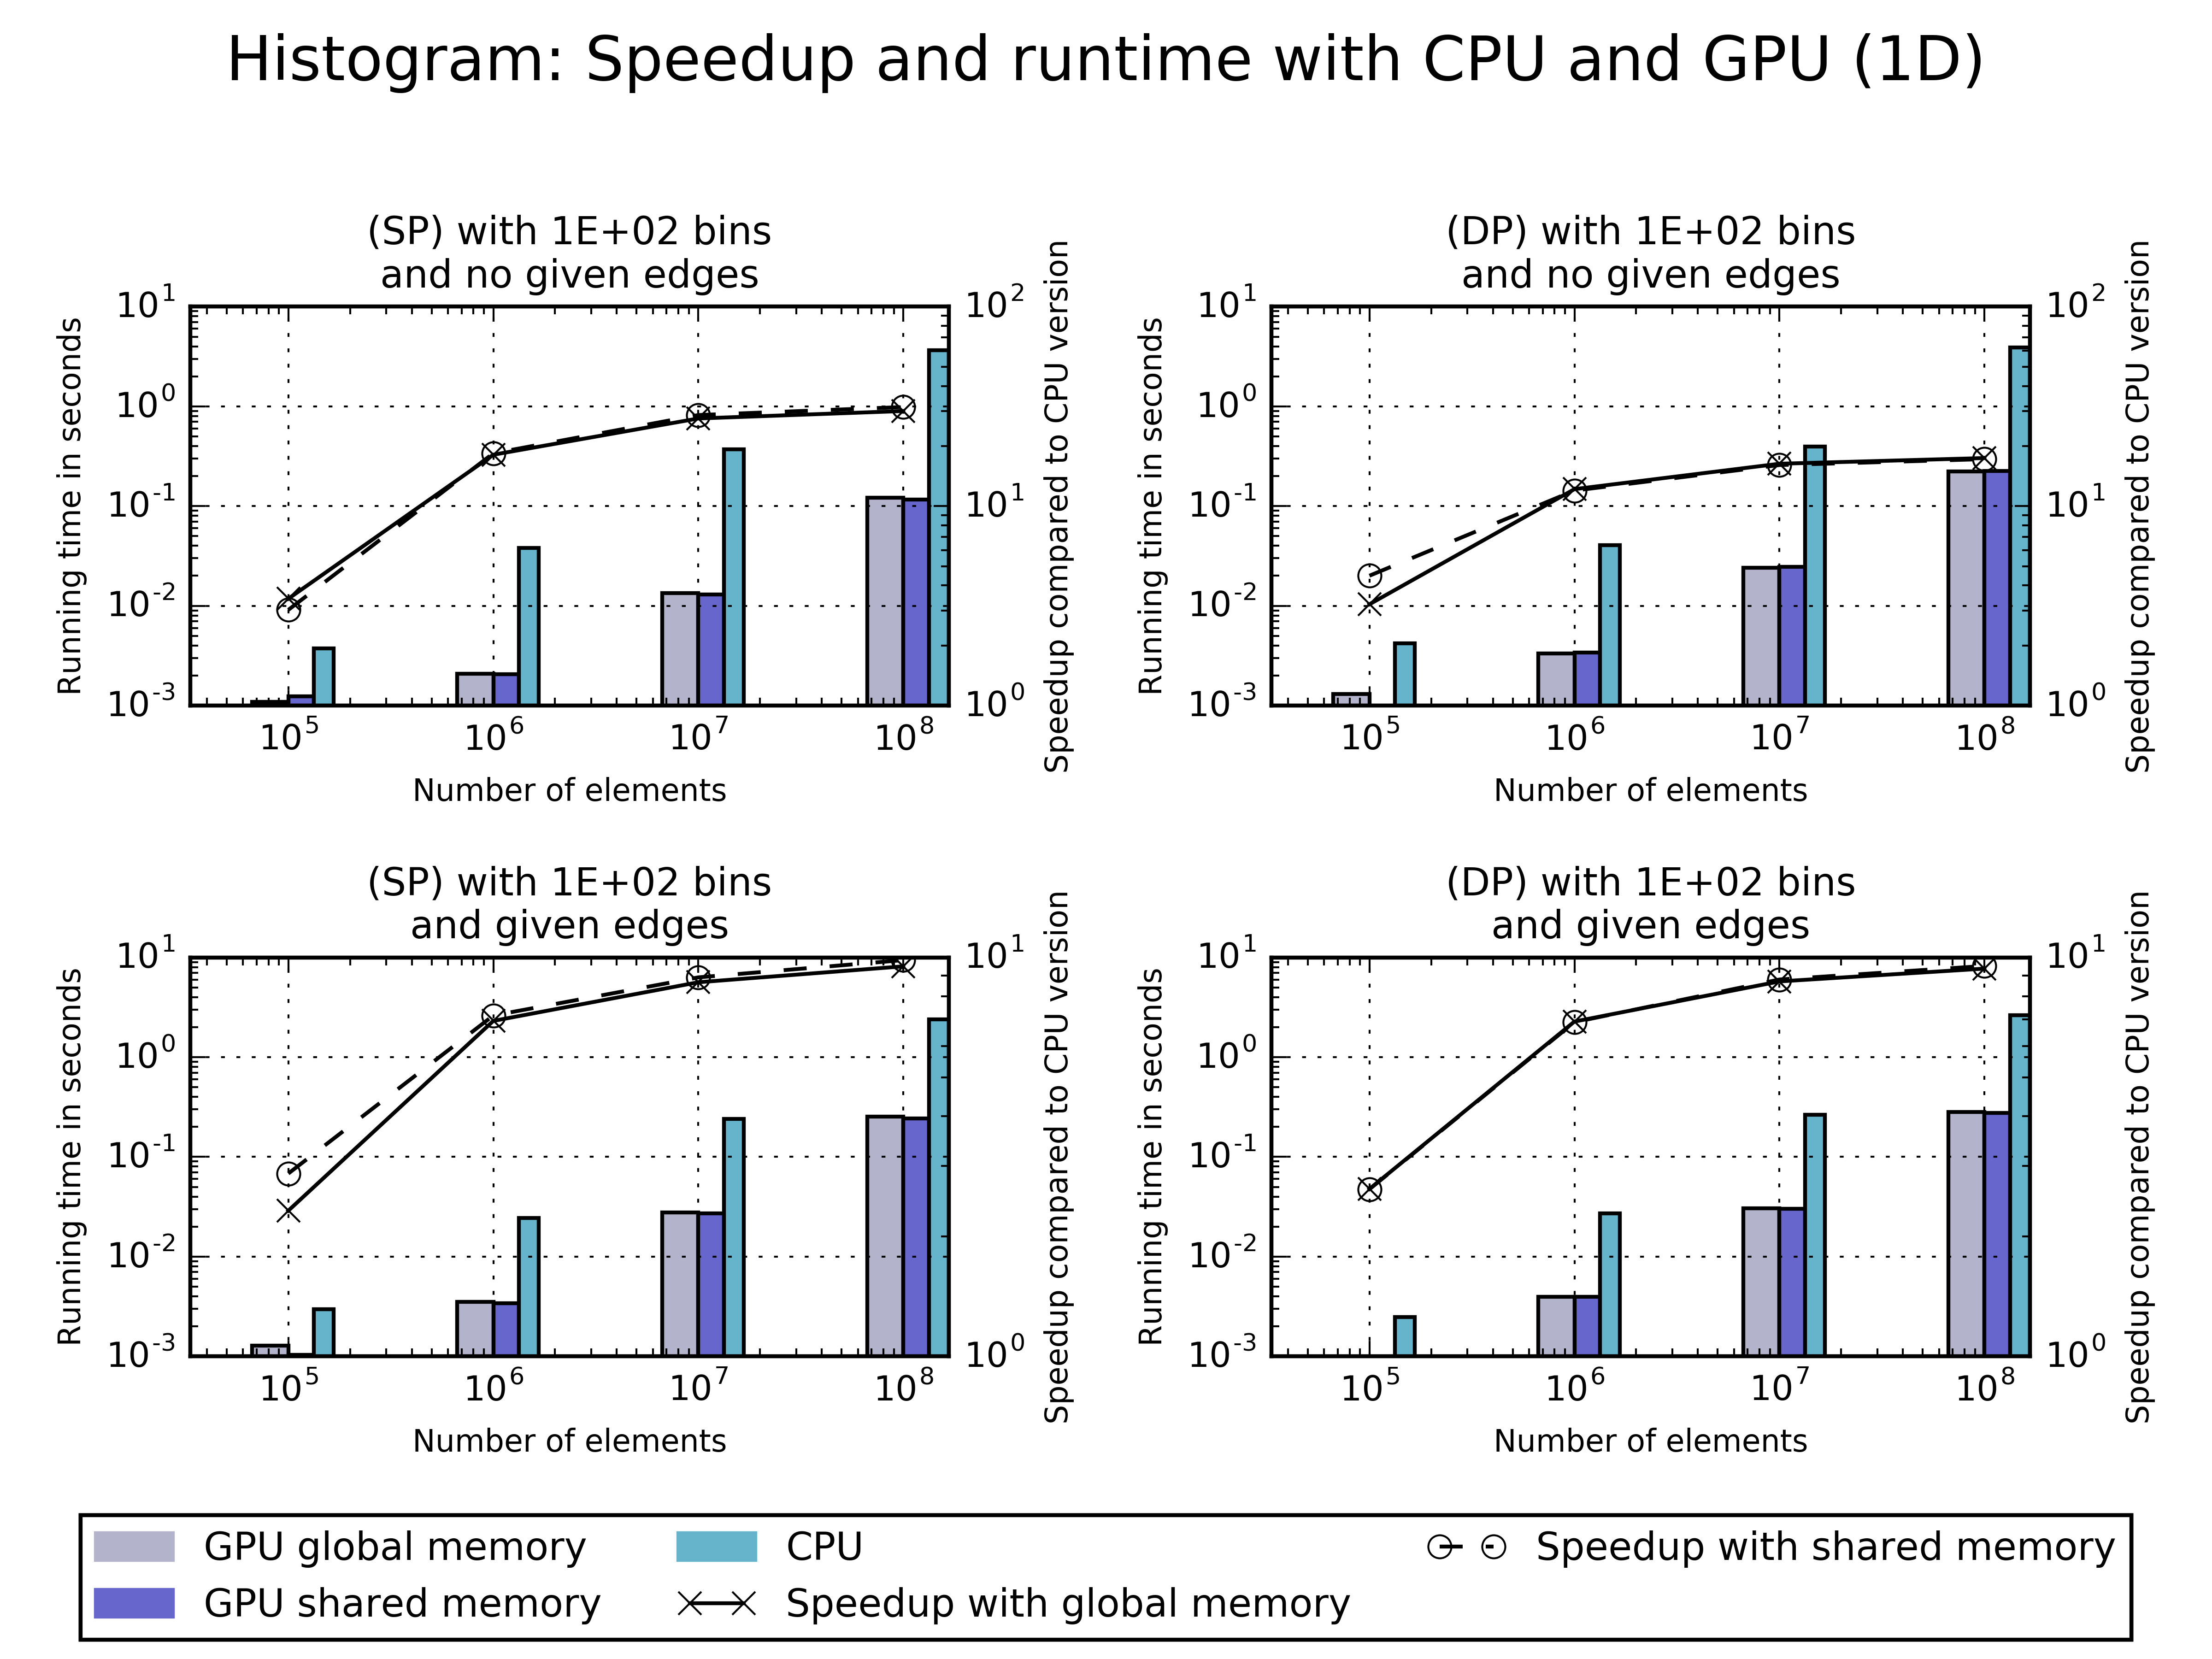 Histogram: Speedup and runtime with CPU and GPU (1D)
(SP) with 1E+02 bins
and no given edges
Running time in seconds
10^1
10^0
10^-1
10^-2
10^-3
10^5 10^6 10^7 10^8
Number of elements
10^2
10^1
10^0
Speedup compared to CPU version
(DP) with 1E+02 bins
and no given edges
Running time in seconds
10^1
10^0
10^-1
10^-2
10^-3
10^5 10^6 10^7 10^8
Number of elements
10^2
10^1
10^0
Speedup compared to CPU version
(SP) with 1E+02 bins
and given edges
Running time in seconds
10^1
10^0
10^-1
10^-2
10^-3
10^5 10^6 10^7 10^8
Number of elements
10^1
10^0
Speedup compared to CPU version
(DP) with 1E+02 bins
and given edges
Running time in seconds
10^1
10^0
10^-1
10^-2
10^-3
10^5 10^6 10^7 10^8
Number of elements
10^1
10^0
Speedup compared to CPU version
GPU global memory
GPU shared memory
CPU
Speedup with global memory
Speedup with shared memory